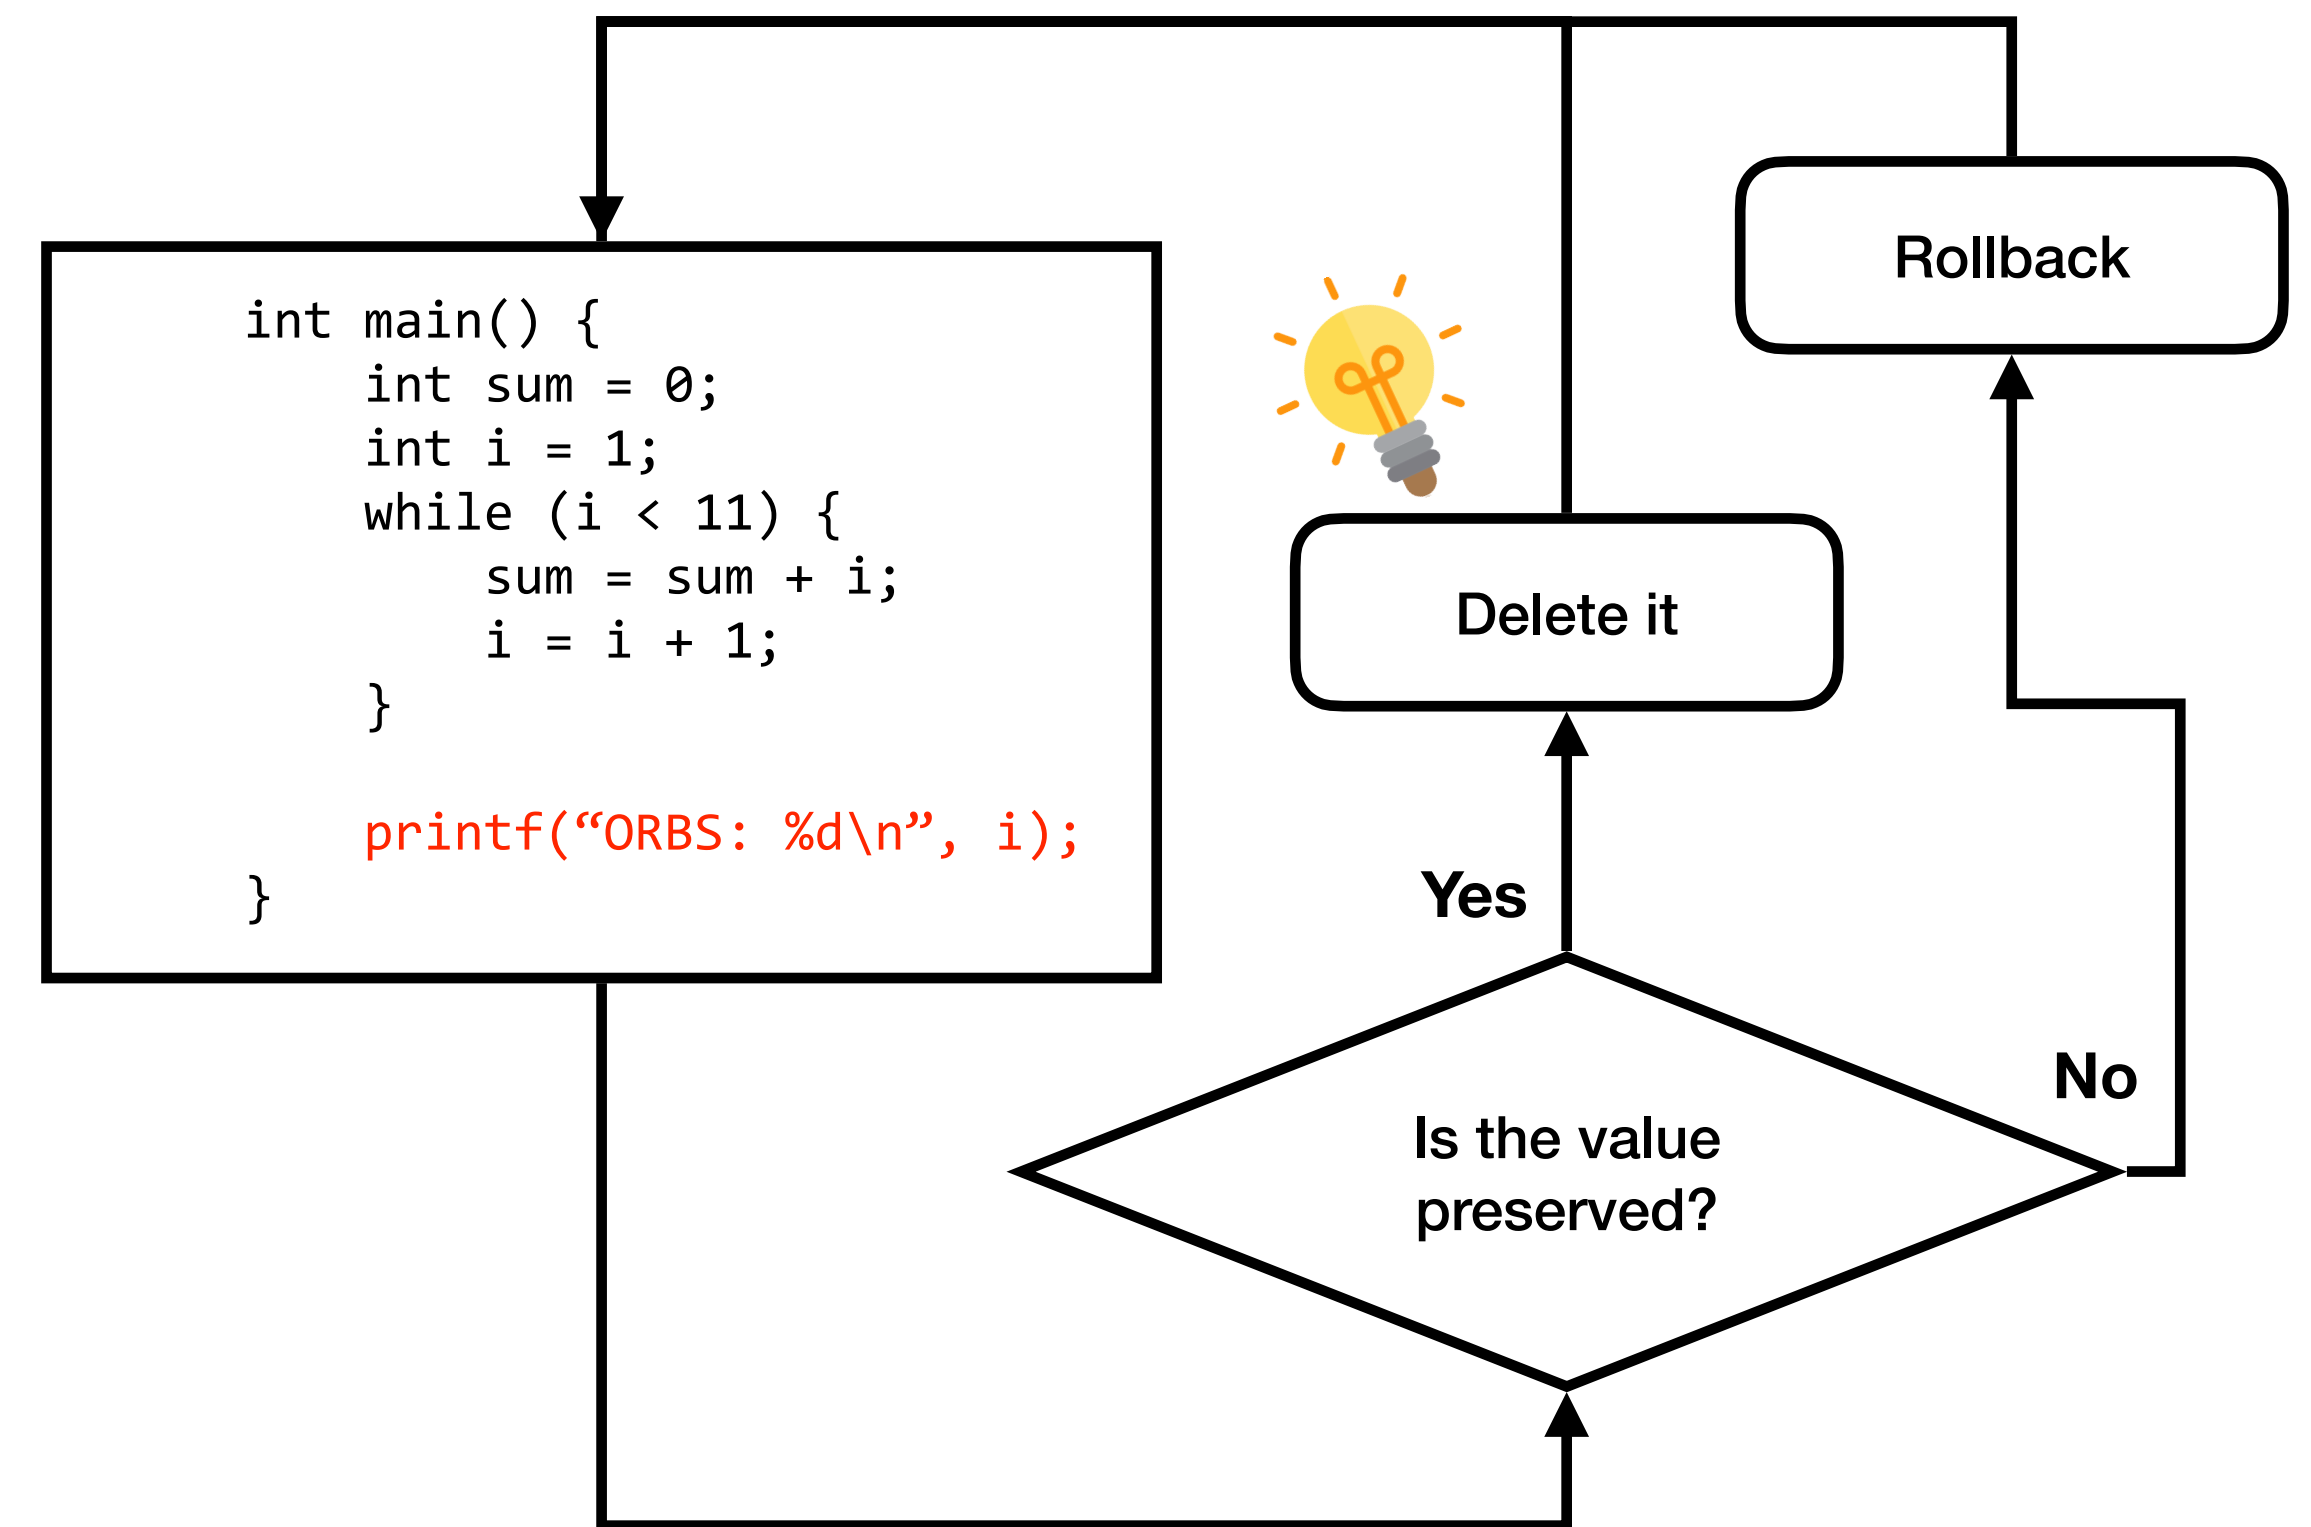 int main() {
    int sum = 0;
    int i = 1;
    while (i < 11) {
        sum = sum + i;
        i = i + 1;
    }
    printf(“ORBS: %d\n”, i);
}
Rollback
Delete it
Yes
No
Is the value
preserved?